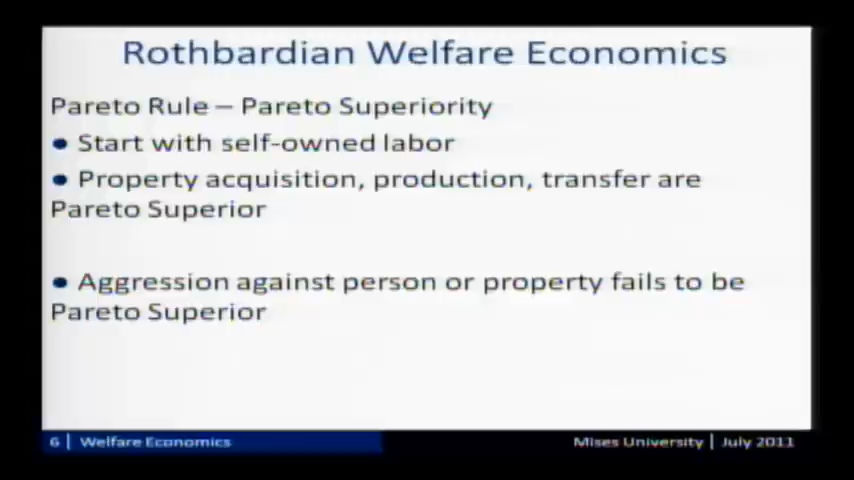 Rothbardian Welfare Economics
Pareto Rule – Pareto Superiority
● Start with self-owned labor
● Property acquisition, production, transfer are
Pareto Superior
● Aggression against person or property fails to be
Pareto Superior
6 | Welfare Economics
Mises University | July 2011